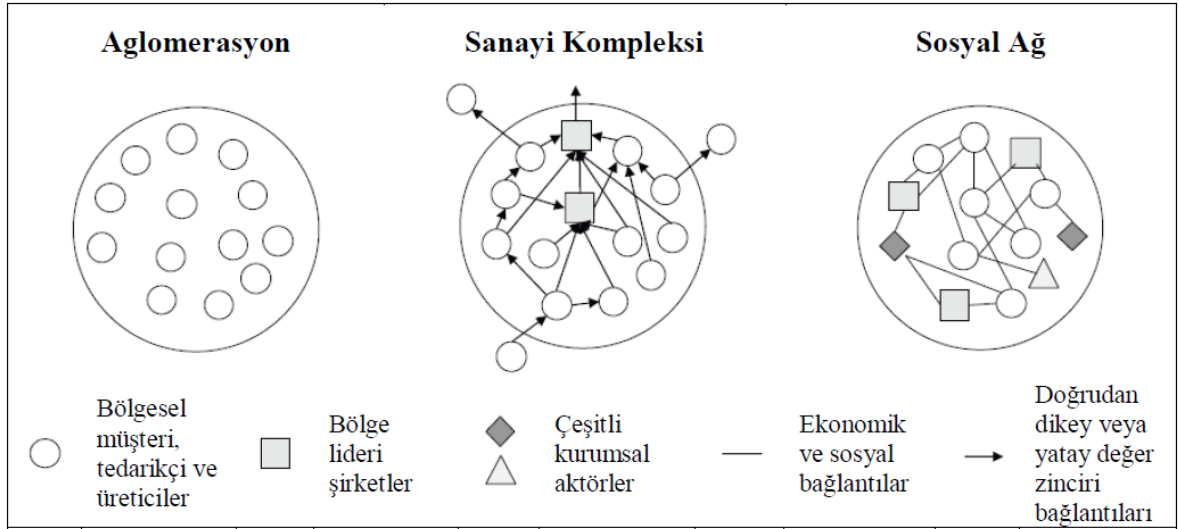 Aglomerasyon
Sanayi Kompleksi
Sosyal Ağ
Bölgesel
müşteri,
tedarikçi ve
üreticiler
Bölge
lideri
şirketler
Çeşitli
kurumsal
aktörler
Ekonomik
ve sosyal
bağlantılar
Doğrudan
dikey veya
yatay değer
zinciri
bağlantıları